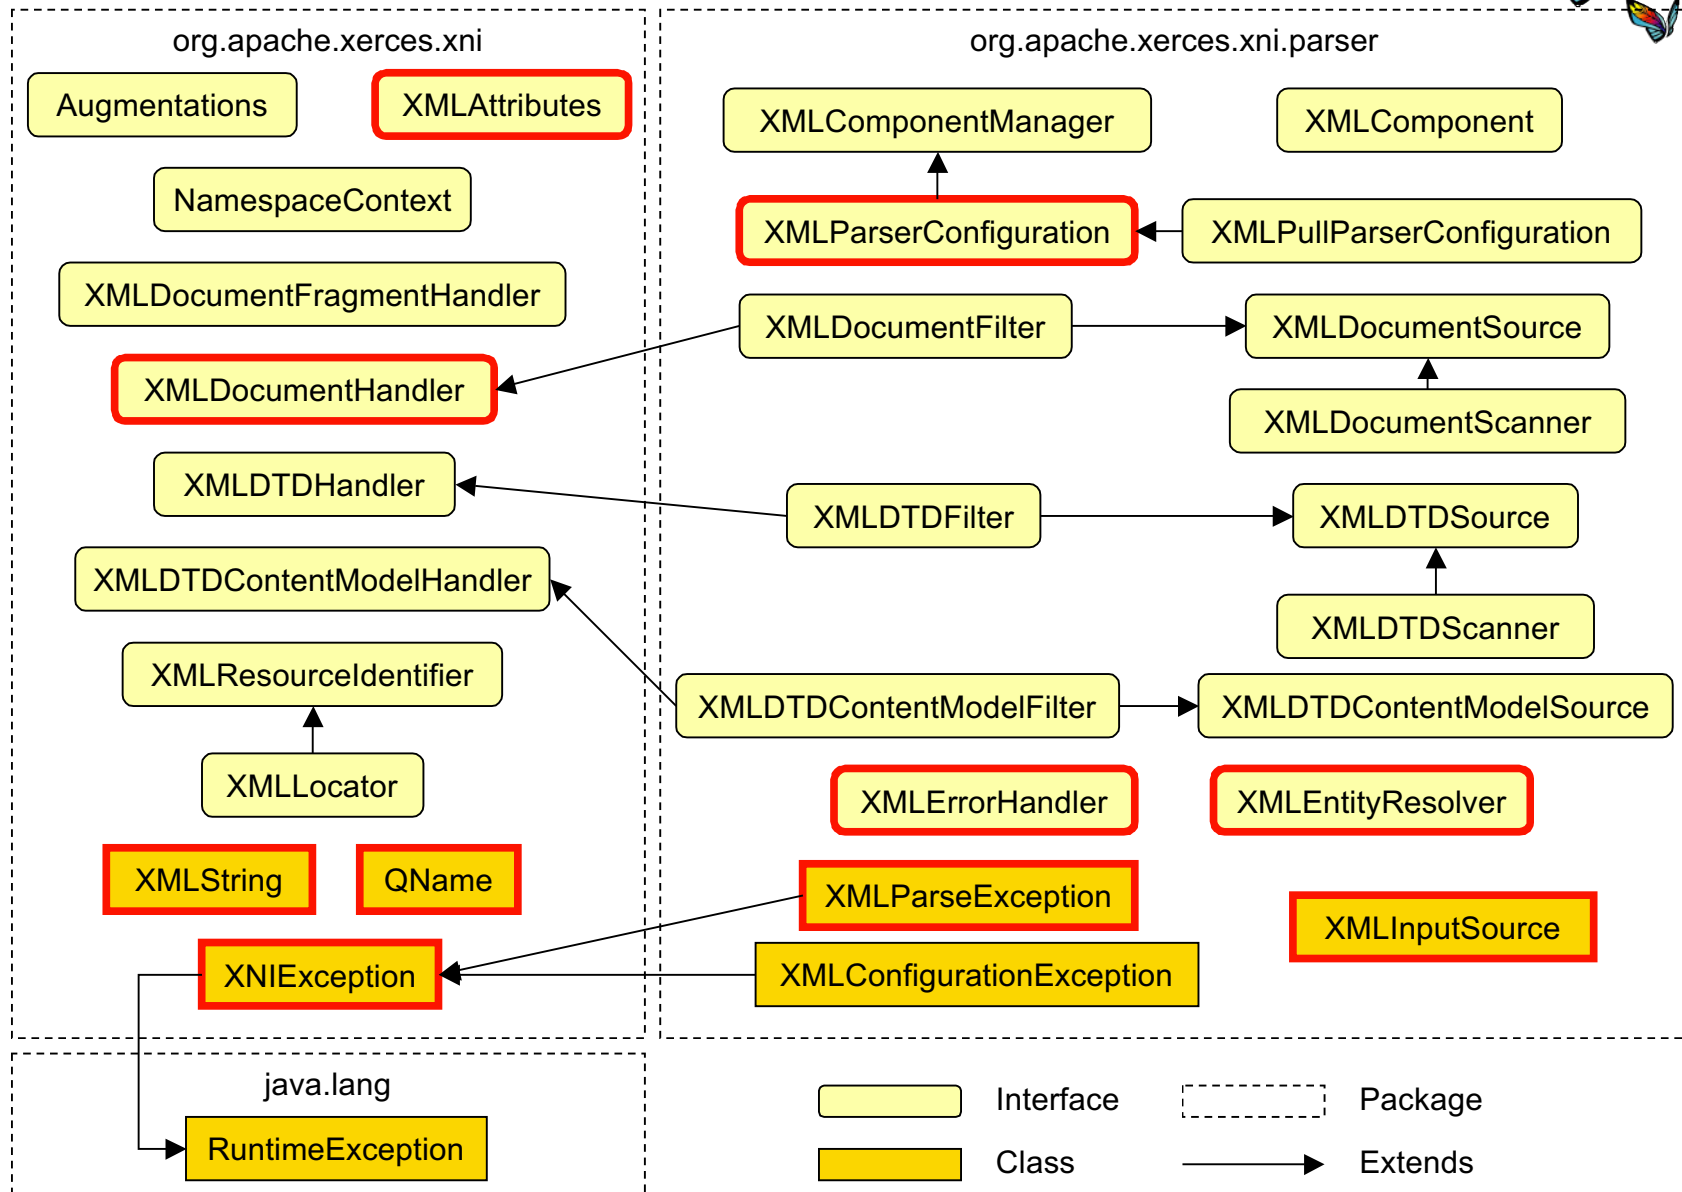 org.apache.xerces.xni
Augmentations
XMLAttributes
NamespaceContext
XMLDocumentFragmentHandler
XMLDocumentHandler
XMLDTDHandler
XMLDTDContentModelHandler
XMLResourceIdentifier
XMLLocator
XMLString
QName
XNIException
org.apache.xerces.xni.parser
XMLComponentManager
XMLComponent
XMLParserConfiguration
XMLPullParserConfiguration
XMLDocumentFilter
XMLDocumentSource
XMLDocumentScanner
XMLDTDFilter
XMLDTDSource
XMLDTDScanner
XMLDTDContentModelFilter
XMLDTDContentModelSource
XMLErrorHandler
XMLEntityResolver
XMLParseException
XMLInputSource
XMLConfigurationException
java.lang
RuntimeException
Interface
Package
Class
Extends